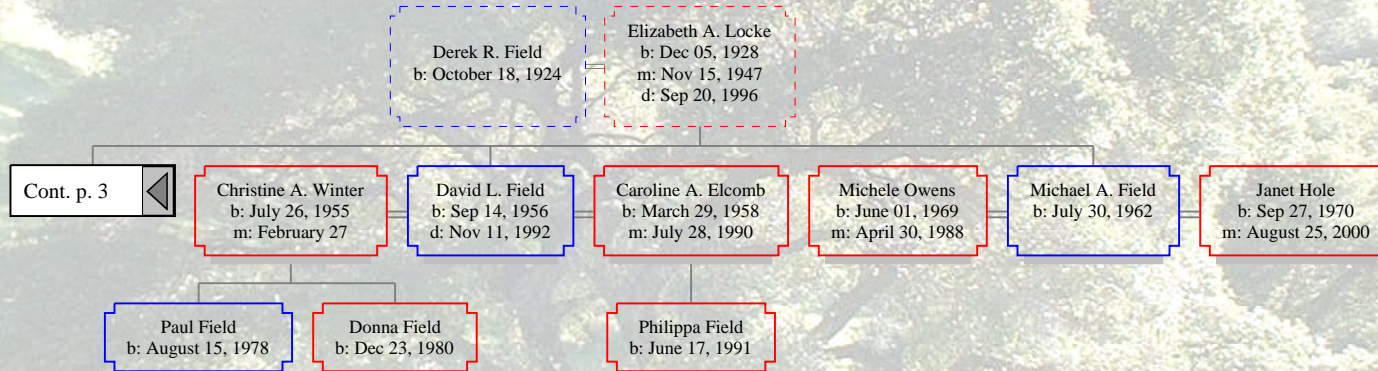 Derek R. Field
b: October 18, 1924
Elizabeth A. Locke
b: Dec 05, 1928
m: Nov 15, 1947
d: Sep 20, 1996
Cont. p. 3
Christine A. Winter
b: July 26, 1955
m: February 27
David L. Field
b: Sep 14, 1956
d: Nov 11, 1992
Caroline A. Elcomb
b: March 29, 1958
m: July 28, 1990
Michele Owens
b: June 01, 1969
m: April 30, 1988
Michael A. Field
b: July 30, 1962
Janet Hole
b: Sep 27, 1970
m: August 25, 2000
Paul Field
b: August 15, 1978
Donna Field
b: Dec 23, 1980
Philippa Field
b: June 17, 1991